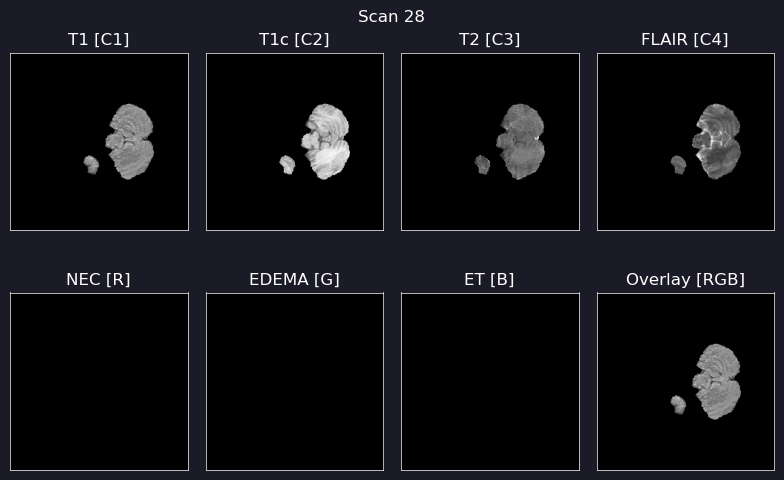 Scan 28
T1 [C1]
T1c [C2]
T2 [C3]
FLAIR [C4]
NEC [R]
EDEMA [G]
ET [B]
Overlay [RGB]